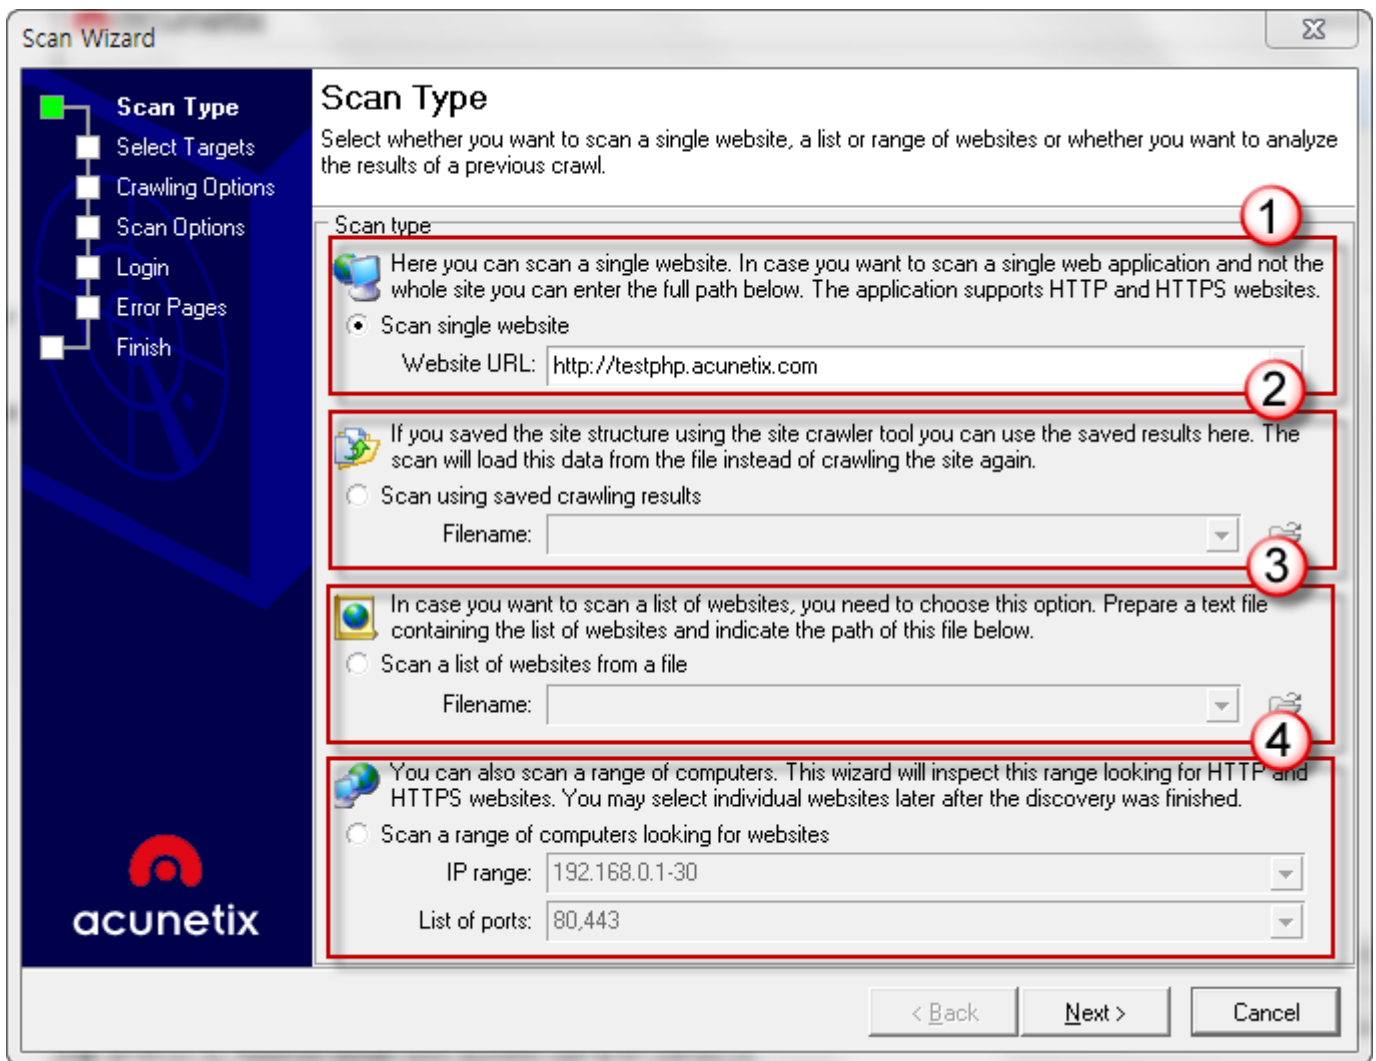 acunetix
Scan Wizard
Scan Type
Select Targets
Crawling Options
Scan Options
Login
Error Pages
Finish
acunetix
Scan Type
Select whether you want to scan a single website, a list or range of websites or whether you want to analyze
the results of a previous crawl.
Scan type
1
Here you can scan a single website. In case you want to scan a single web application and not the
whole site you can enter the full path below. The application supports HTTP and HTTPS websites.
Scan single website
Website URL: http://testphp.acunetix.com
2
If you saved the site structure using the site crawler tool you can use the saved results here. The
scan will load this data from the file instead of crawling the site again.
Scan using saved crawling results
Filename:
3
In case you want to scan a list of websites, you need to choose this option. Prepare a text file
containing the list of websites and indicate the path of this file below.
Scan a list of websites from a file
Filename:
4
You can also scan a range of computers. This wizard will inspect this range looking for HTTP and
HTTPS websites. You may select individual websites later after the discovery was finished.
Scan a range of computers looking for websites
IP range: 192.168.0.1-30
List of ports: 80,443
< Back
Next >
Cancel